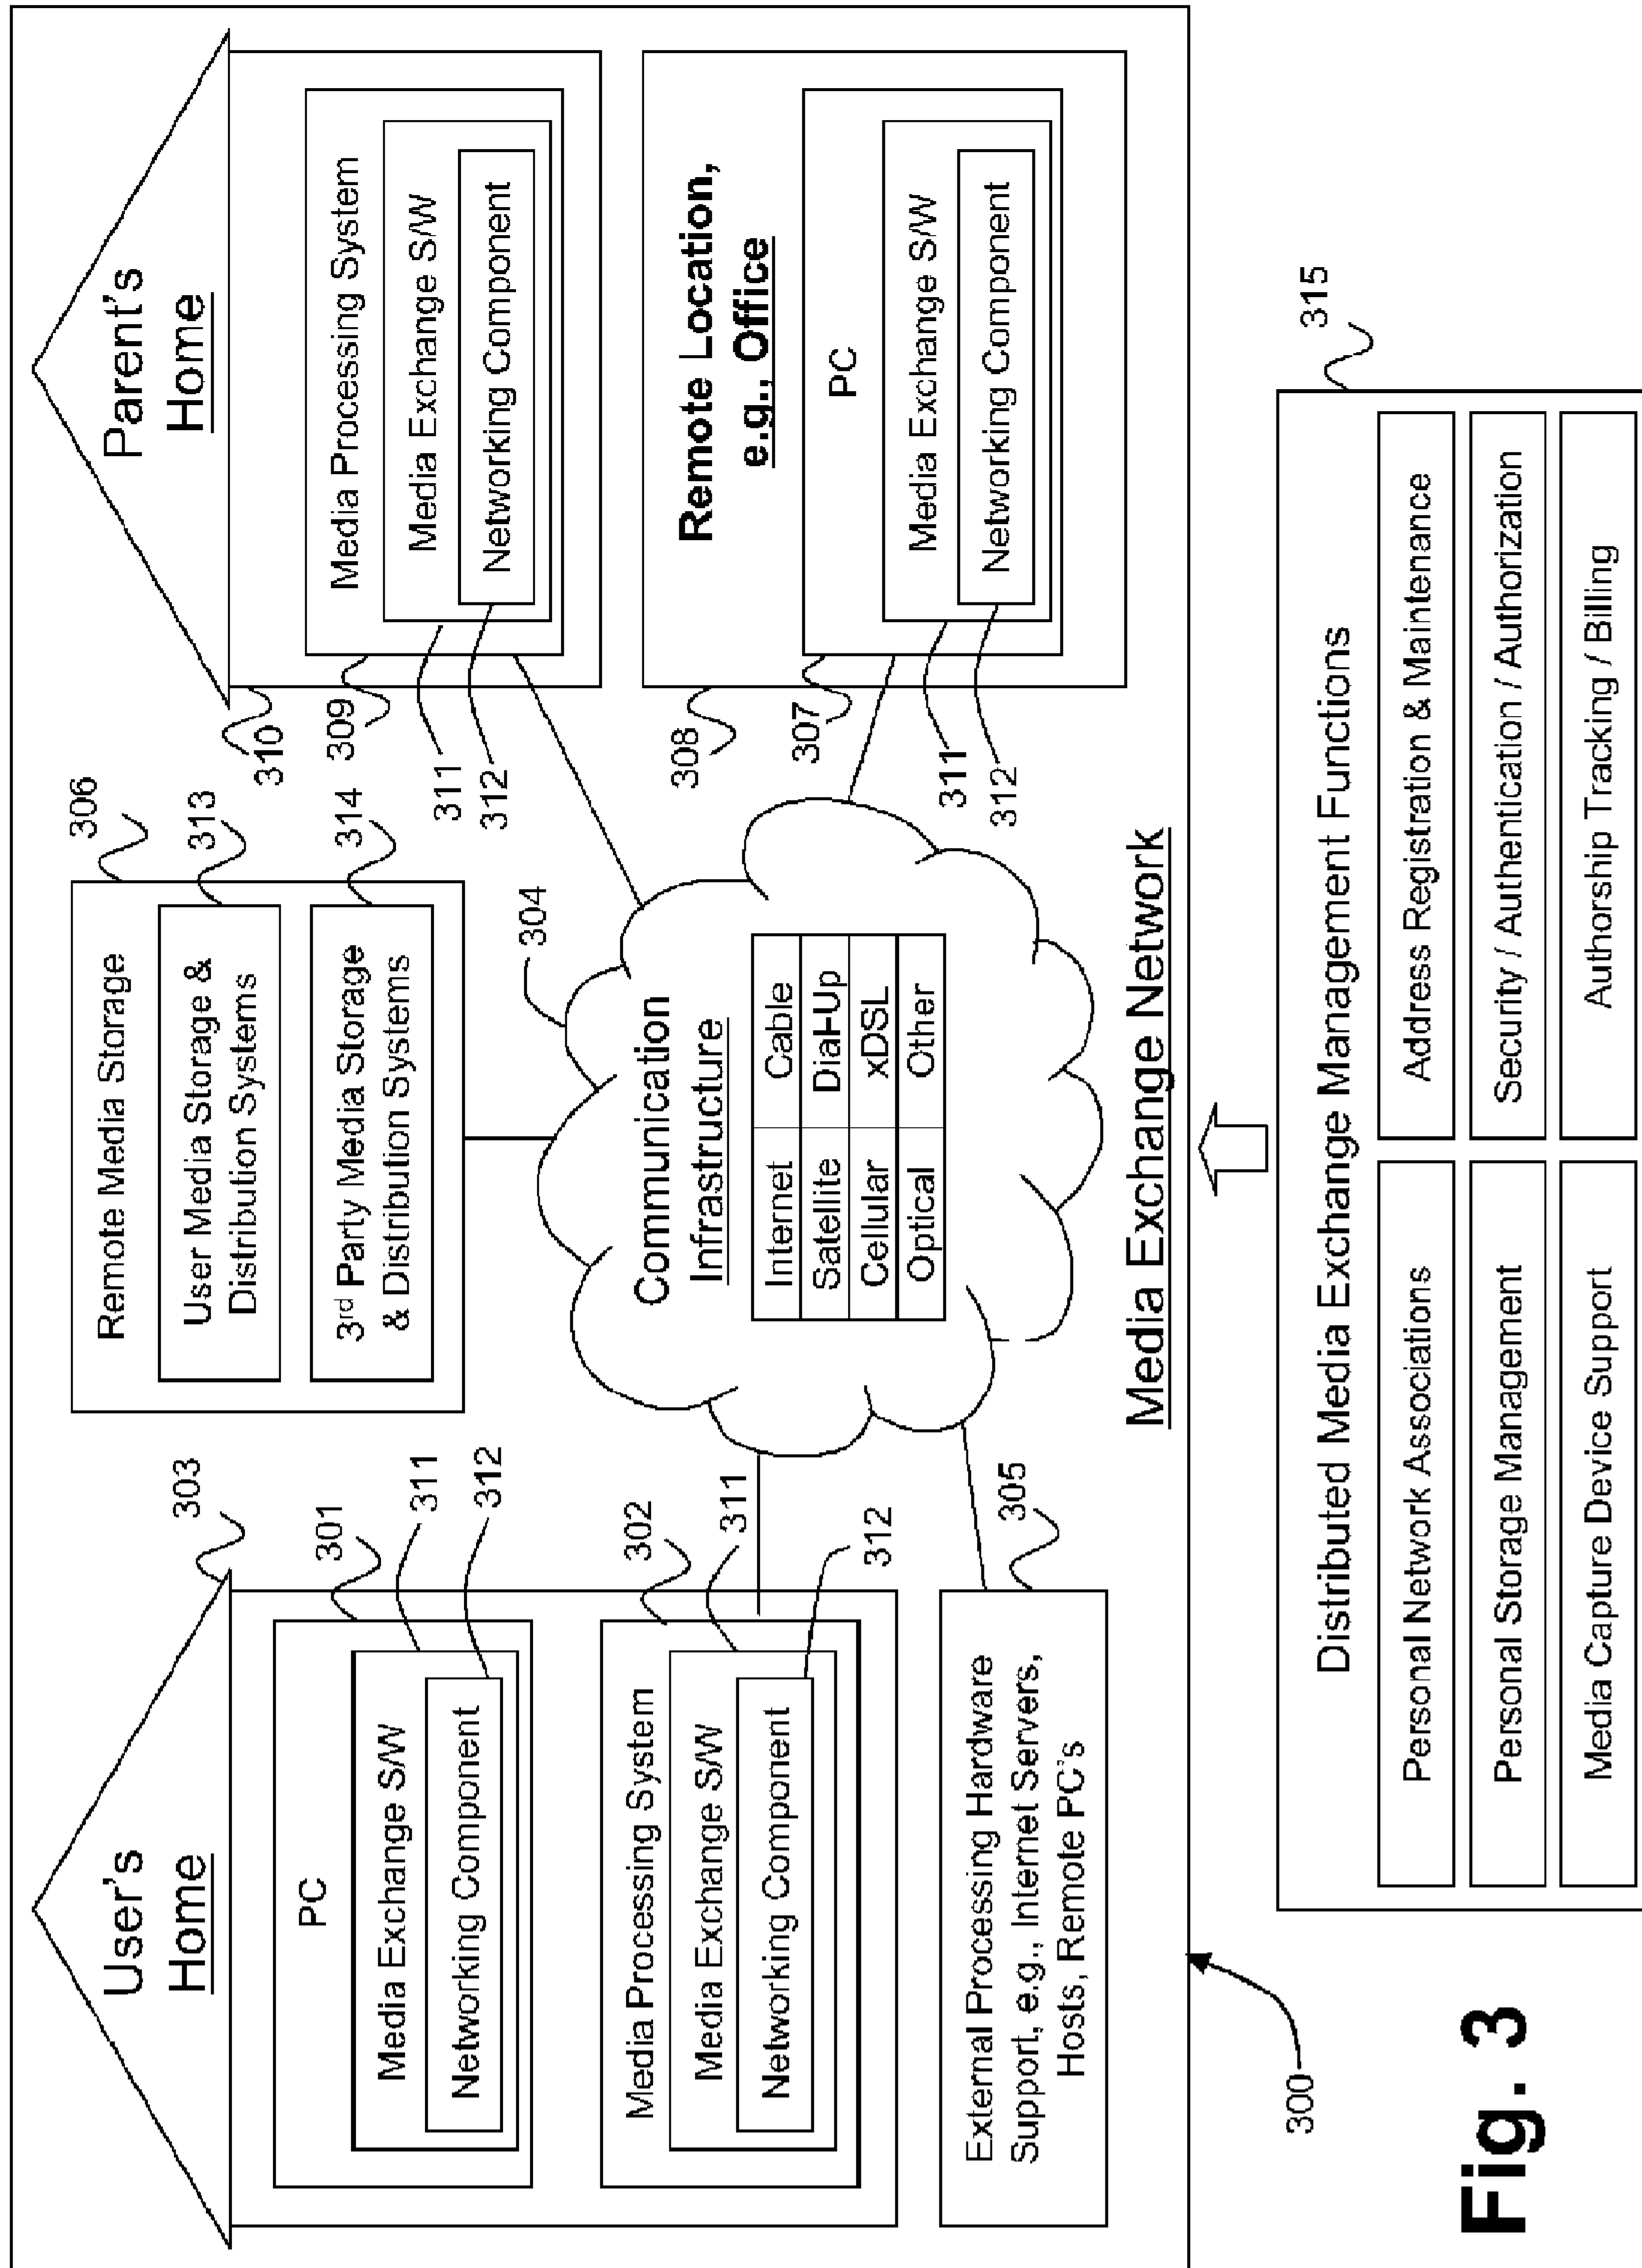 User's
Home
303
PC
301
Media Exchange S/W
311
Networking Component
312
Media Processing System
302
Media Exchange S/W
311
Networking Component
312
External Processing Hardware
Support, e.g., Internet Servers,
Hosts, Remote PC's
305
Remote Media Storage
306
User Media Storage &
Distribution Systems
313
3rd Party Media Storage
& Distribution Systems
314
304
Communication
Infrastructure
Internet Cable
Satellite Dial-Up
Cellular xDSL
Optical Other
Parent's
Home
310
Media Processing System
309
Media Exchange S/W
311
Networking Component
312
Remote Location,
e.g., Office
308
PC
307
Media Exchange S/W
311
Networking Component
312
Media Exchange Network
300
Distributed Media Exchange Management Functions
315
Personal Network Associations
Address Registration & Maintenance
Personal Storage Management
Security / Authentication / Authorization
Media Capture Device Support
Authorship Tracking / Billing
Fig. 3